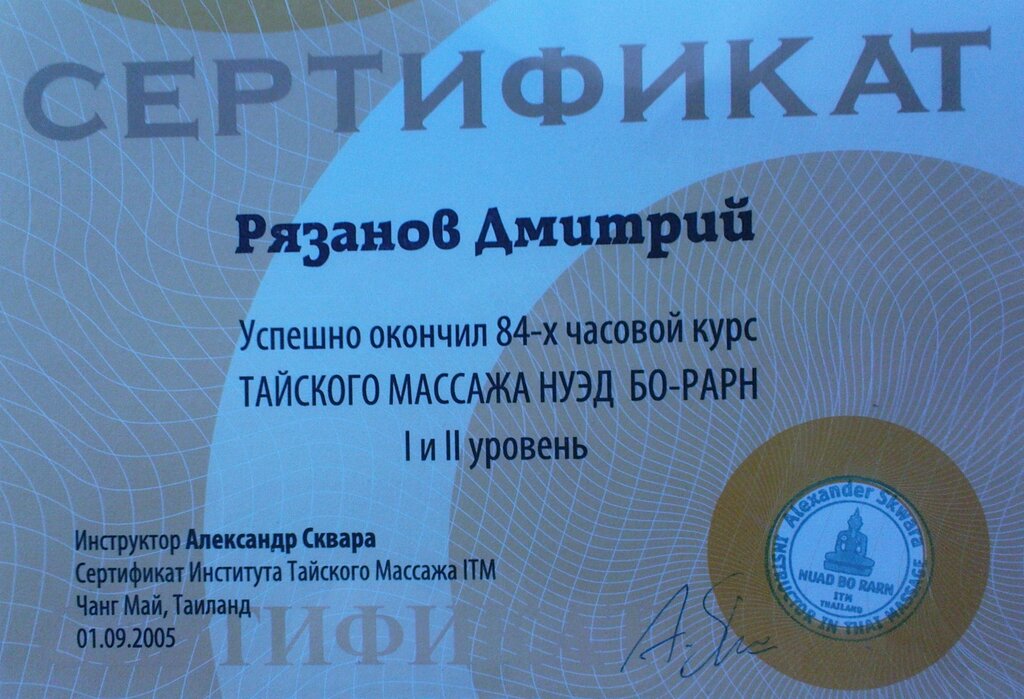 СЕРТИФИКАТ
Рязанов Дмитрий
Успешно окончил 84-х часовой курс
ТАЙСКОГО МАССАЖА НУЭД БО-РАРН
I и II уровень
Инструктор Александр Сквара
Сертификат Института Тайского Массажа ITM
Чанг Май, Таиланд
01.09.2005
ТИФИ
Alexander Skwara
NUAD BO RARN
ITM
THAILAND
INSTRUCTOR IN THAI MASSAGE